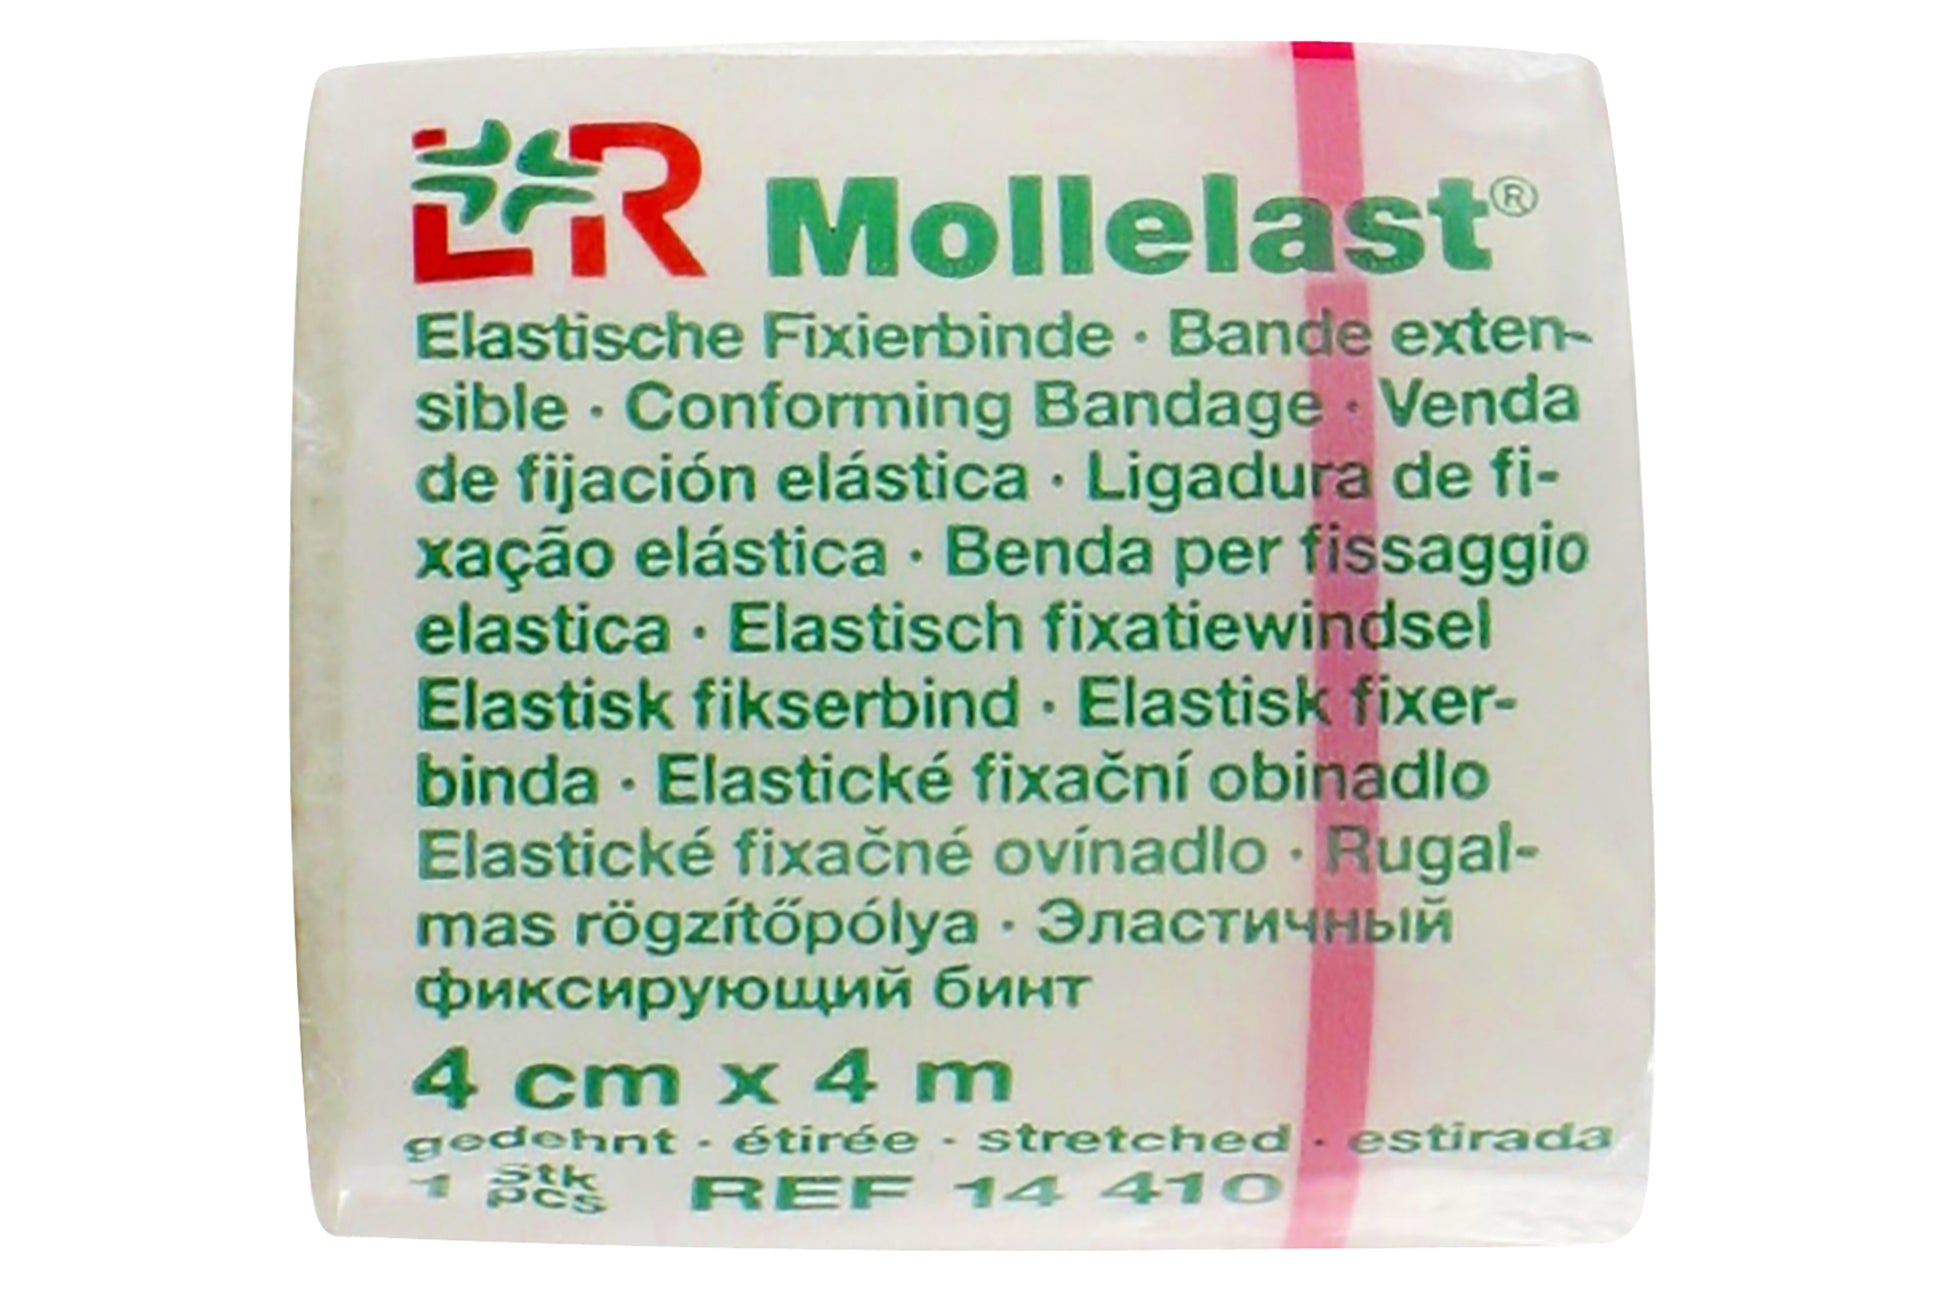 L&R Mollelast®
Elastische Fixierbinde · Bande exten-
sible · Conforming Bandage · Venda
de fijación elástica · Ligadura de fi-
xação elástica · Benda per fissaggio
elastica · Elastisch fixatiewindsel
Elastisk fikserbind · Elastisk fixer-
binda · Elastické fixační obinadlo
Elastické fixačné ovínadlo · Rugal-
mas rögzítőpólya · Эластичный
фиксирующий бинт
4 cm x 4 m
gedehnt · étirée · stretched · estirada
1 Stk
pcs REF 14 410